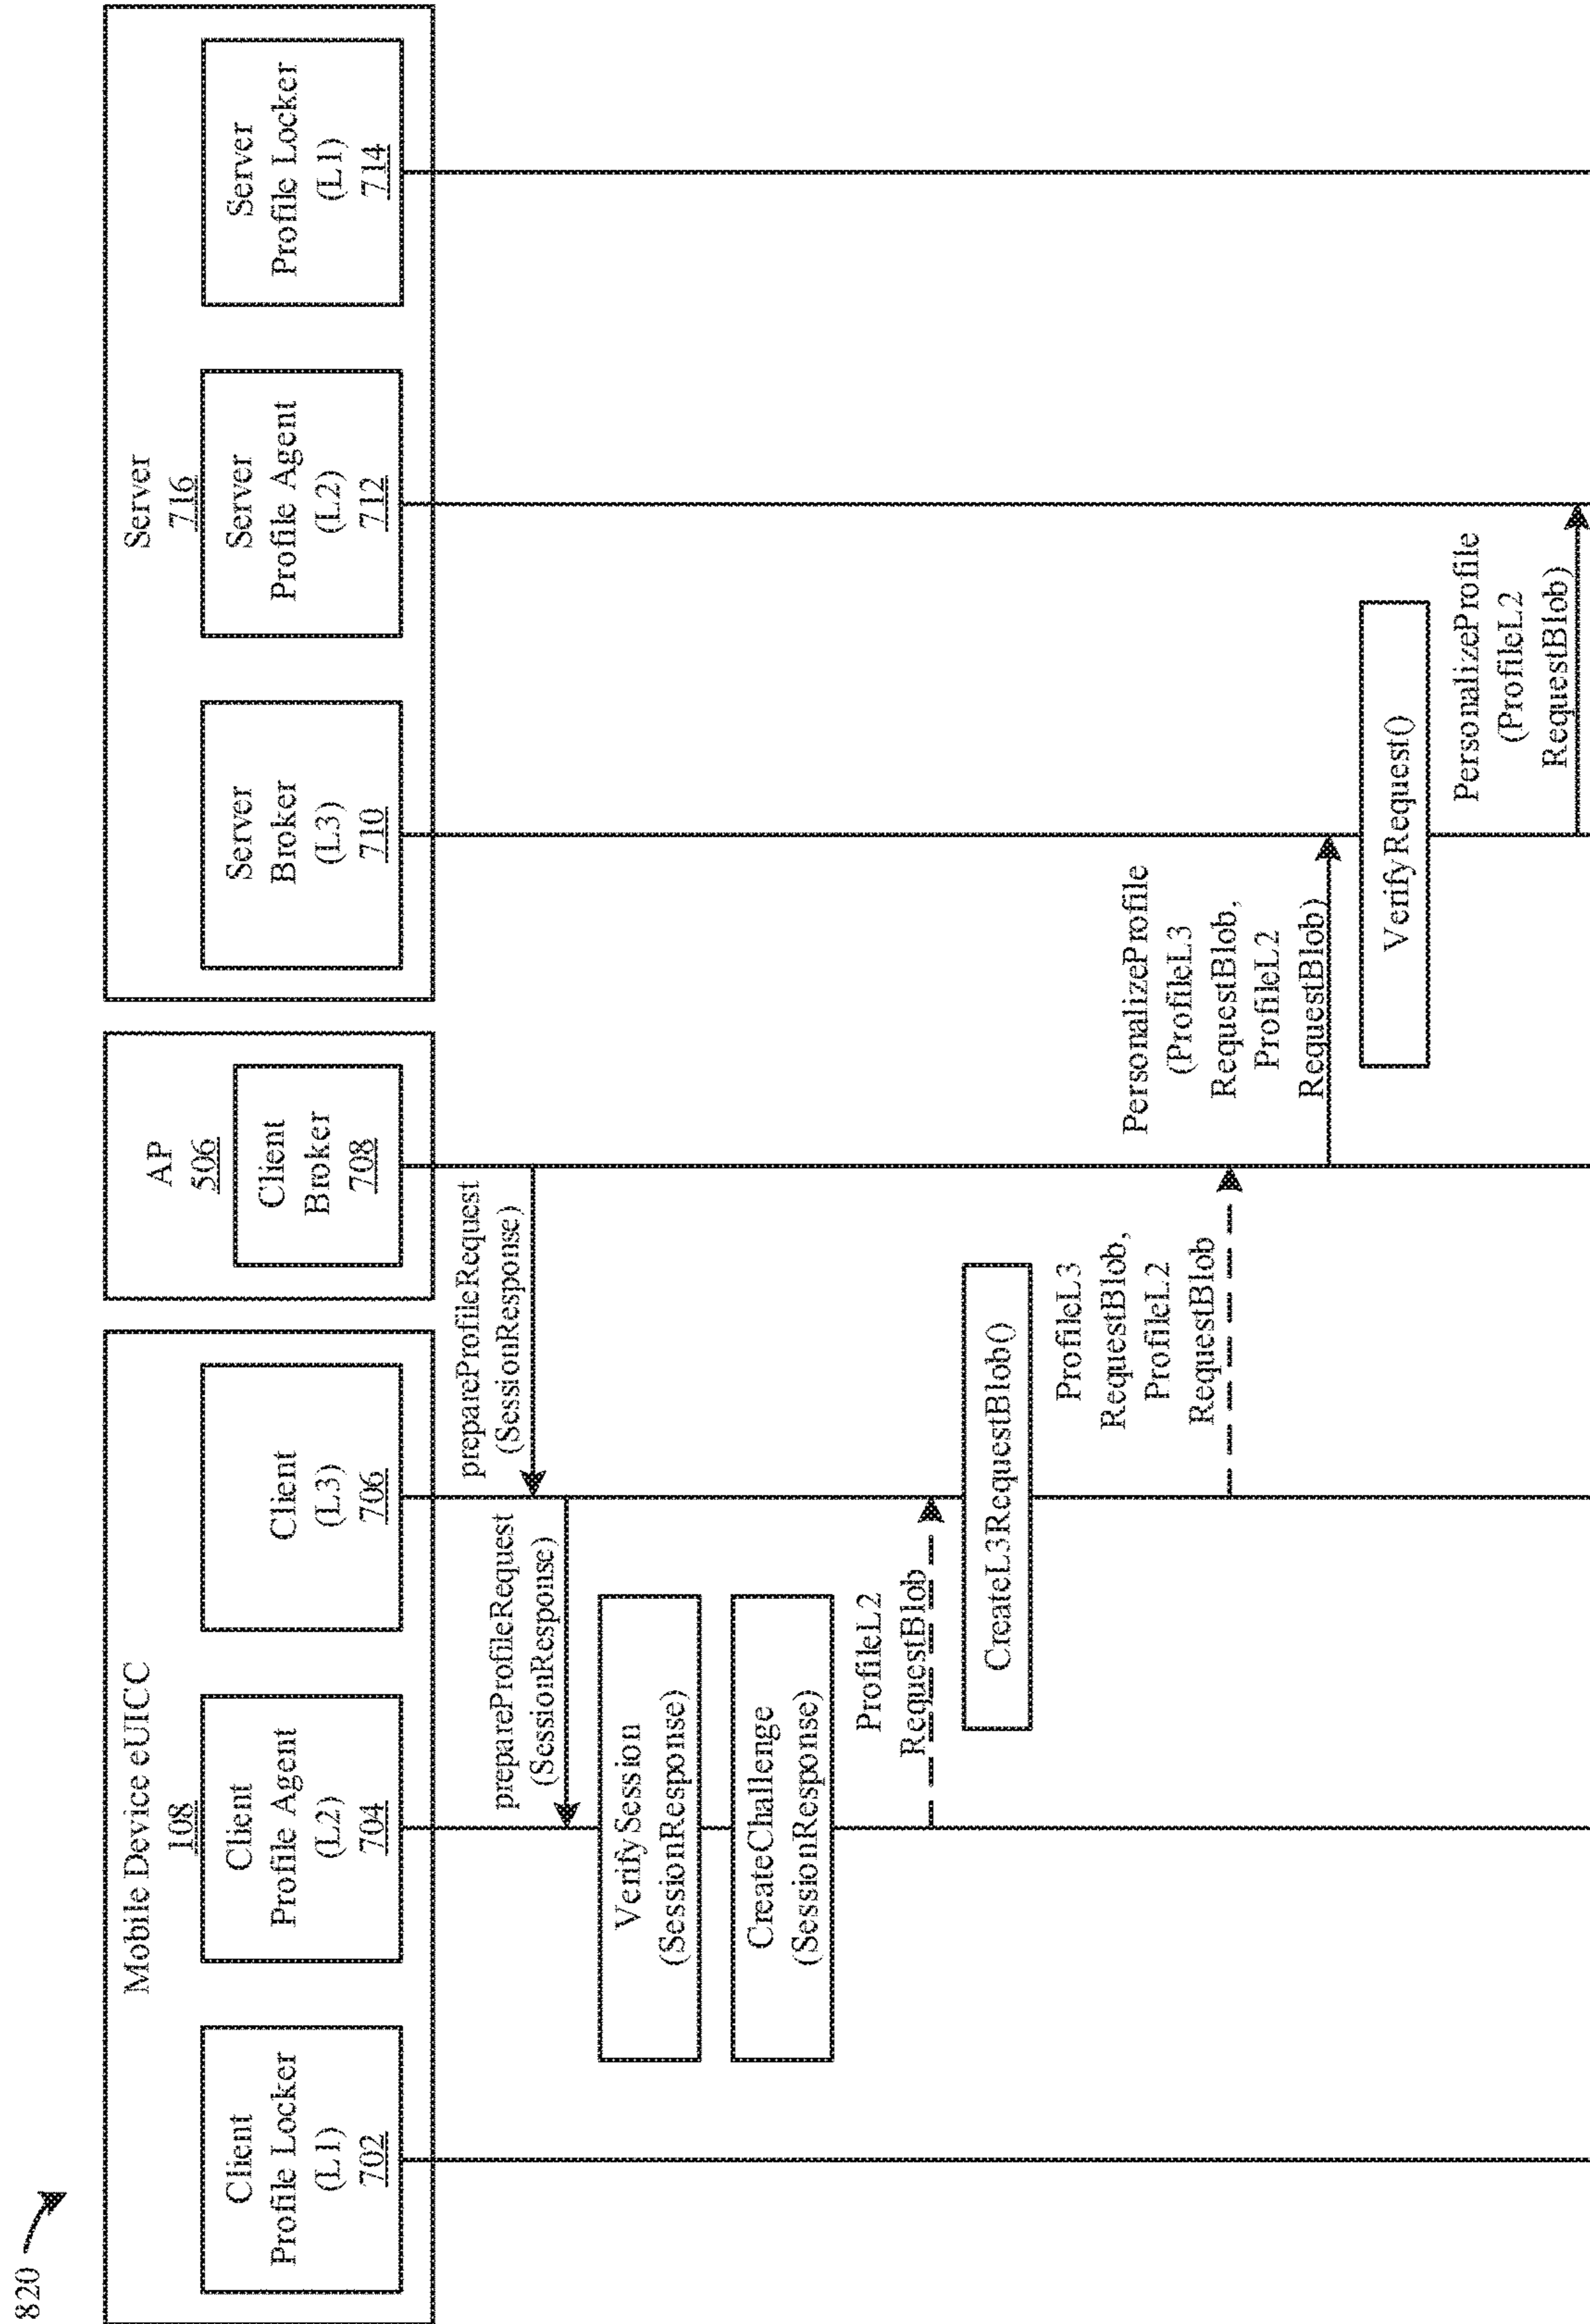 820
Mobile Device eUICC
108
Client
Profile Locker
(L1)
702
Client
Profile Agent
(L2)
704
Client
(L3)
706
AP
506
Client
Broker
708
Server
716
Server
Broker
(L3)
710
Server
Profile Agent
(L2)
712
Server
Profile Locker
(L1)
714
prepareProfileRequest
(SessionResponse)
prepareProfileRequest
(SessionResponse)
VerifySession
(SessionResponse)
CreateChallenge
(SessionResponse)
ProfileL2
RequestBlob
CreateL3RequestBlob()
ProfileL3
RequestBlob,
ProfileL2
RequestBlob
PersonalizeProfile
(ProfileL3
RequestBlob,
ProfileL2
RequestBlob)
VerifyRequest()
PersonalizeProfile
(ProfileL2
RequestBlob)